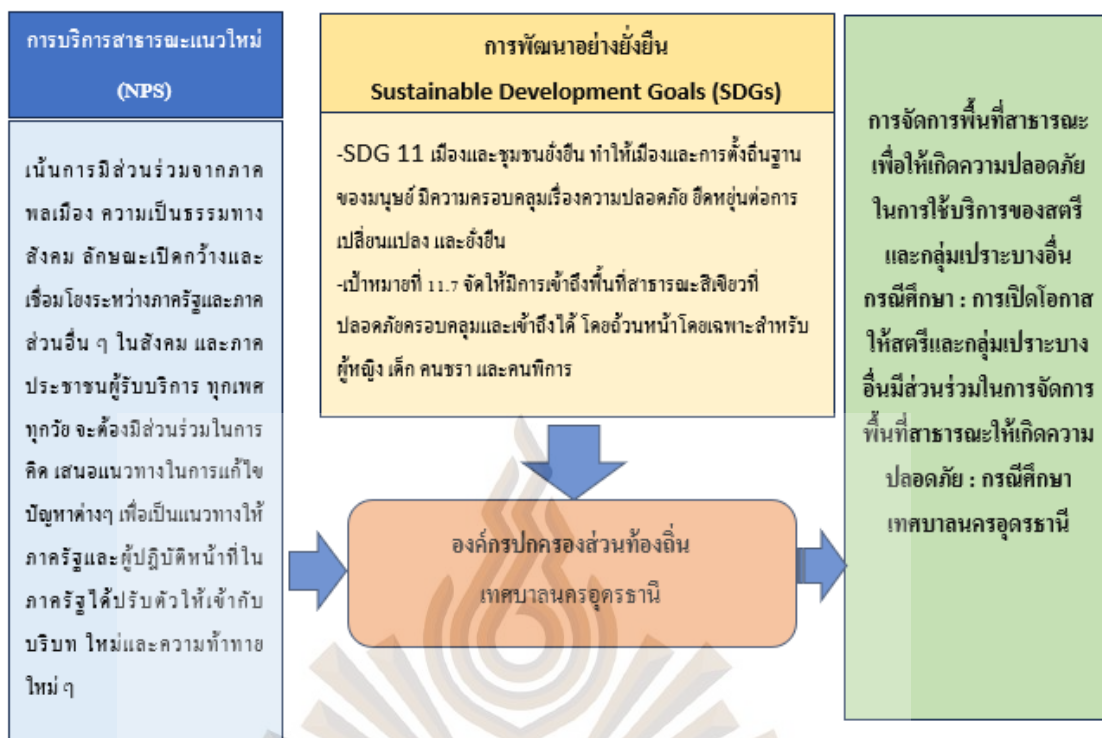 การบริการสาธารณะแนวใหม่
(NPS)
เน้นการมีส่วนร่วมจากภาค
พลเมือง ความเป็นธรรมทาง
สังคม ลักษณะเปิดกว้างและ
เชื่อมโยงระหว่างภาครัฐและภาค
ส่วนอื่น ๆ ในสังคม และภาค
ประชาชนผู้รับบริการ ทุกเพศ
ทุกวัย จะต้องมีส่วนร่วมในการ
คิด เสนอแนวทางในการแก้ไข
ปัญหาต่างๆ เพื่อเป็นแนวทางให้
ภาครัฐและผู้ปฏิบัติหน้าที่ใน
ภาครัฐได้ปรับตัวให้เข้ากับ
บริบท ใหม่และความท้าทาย
ใหม่ ๆ
การพัฒนาอย่างยั่งยืน
Sustainable Development Goals (SDGs)
-SDG 11 เมืองและชุมชนยั่งยืน ทำให้เมืองและการตั้งถิ่นฐาน
ของมนุษย์ มีความครอบคลุมเรื่องความปลอดภัย ยืดหยุ่นต่อการ
เปลี่ยนแปลง และยั่งยืน
-เป้าหมายที่ 11.7 จัดให้มีการเข้าถึงพื้นที่สาธารณะสีเขียวที่
ปลอดภัยครอบคลุมและเข้าถึงได้ โดยถ้วนหน้าโดยเฉพาะสำหรับ
ผู้หญิง เด็ก คนชรา และคนพิการ
องค์กรปกครองส่วนท้องถิ่น
เทศบาลนครอุดรธานี
การจัดการพื้นที่สาธารณะ
เพื่อให้เกิดความปลอดภัย
ในการใช้บริการของสตรี
และกลุ่มเปราะบางอื่น
กรณีศึกษา : การเปิดโอกาส
ให้สตรีและกลุ่มเปราะบาง
อื่นมีส่วนร่วมในการจัดการ
พื้นที่สาธารณะให้เกิดความ
ปลอดภัย : กรณีศึกษา
เทศบาลนครอุดรธานี